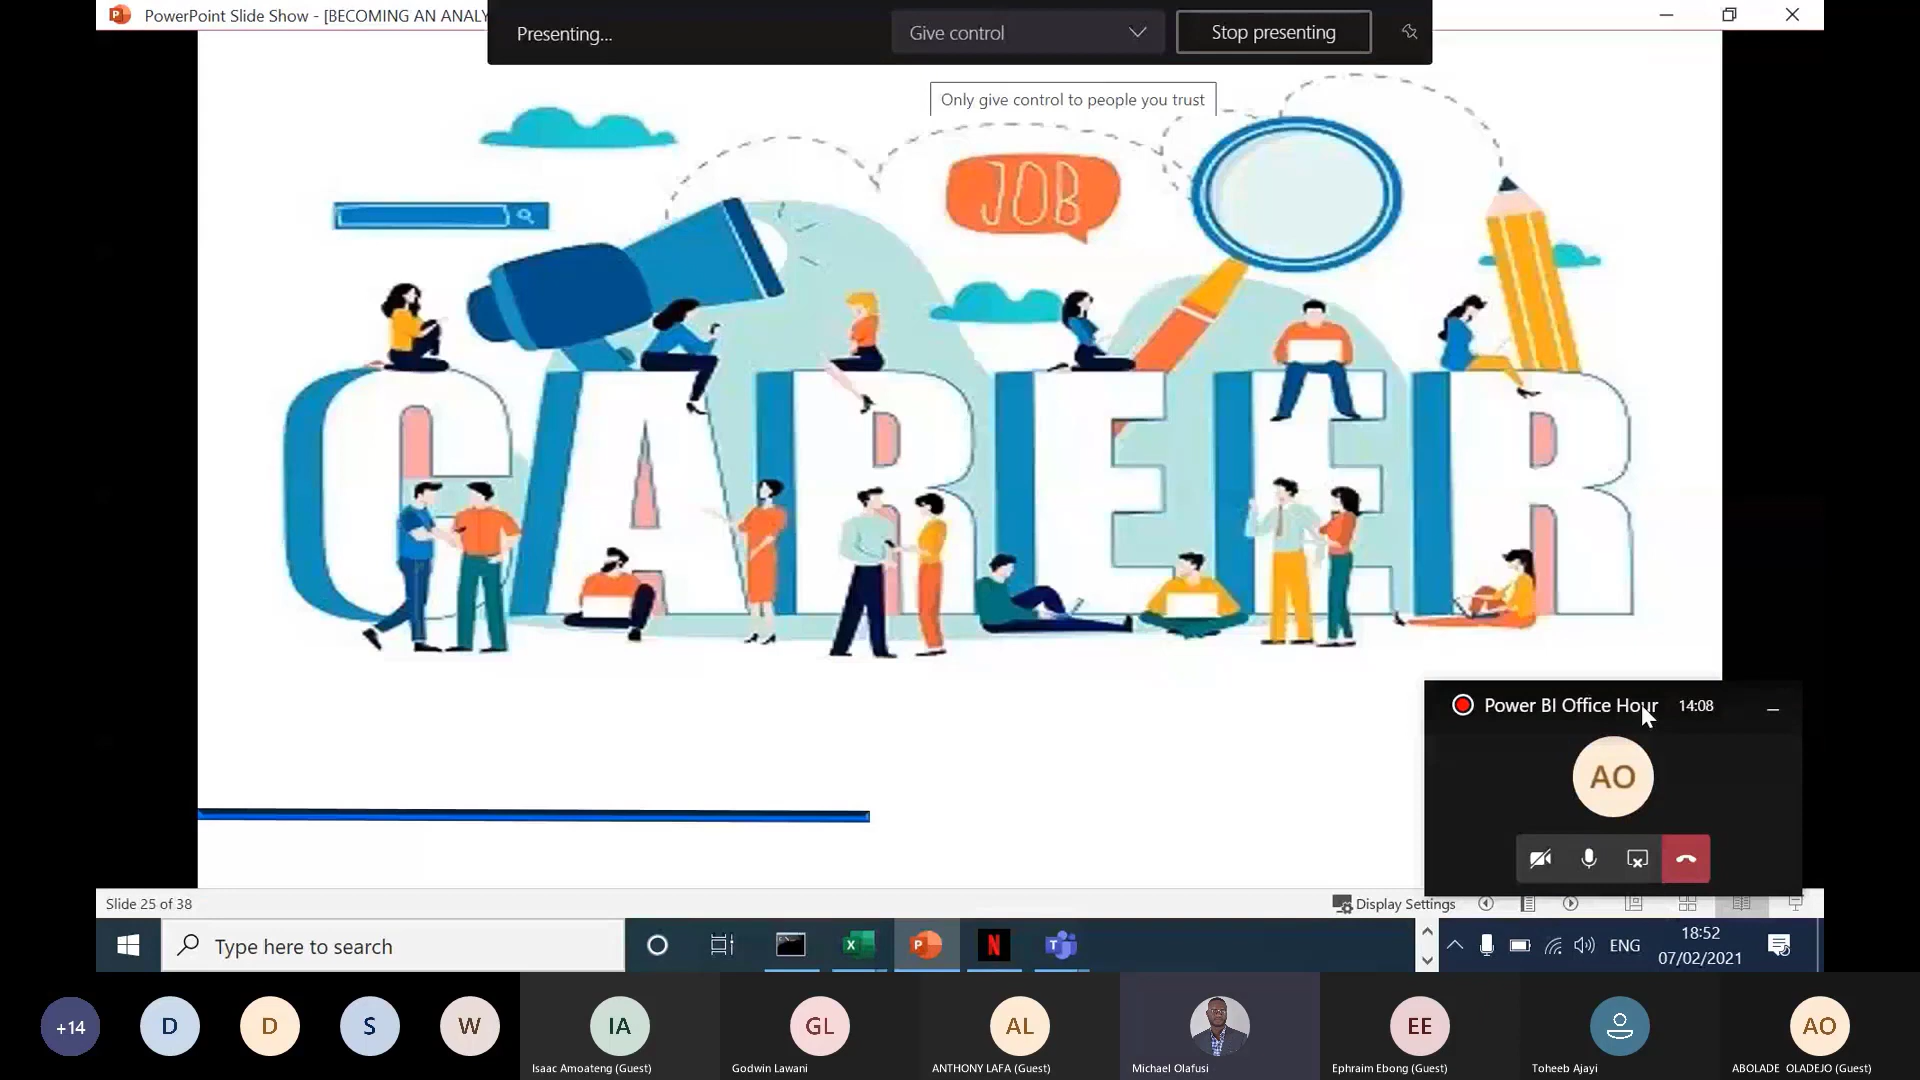 PowerPoint Slide Show - [BECOMING AN ANALY
Presenting...
Give control
Stop presenting
Only give control to people you trust
JOB
CAREER
Power BI Office Hour
14:08
AO
Slide 25 of 38
Display Settings
Type here to search
ENG
18:52
07/02/2021
+14
D
D
S
W
IA
GL
AL
EE
AO
Isaac Amoateng (Guest)
Godwin Lawani
ANTHONY LAFA (Guest)
Michael Olafusi
Ephraim Ebong (Guest)
Toheeb Ajayi
ABOLADE OLADEJO (Guest)